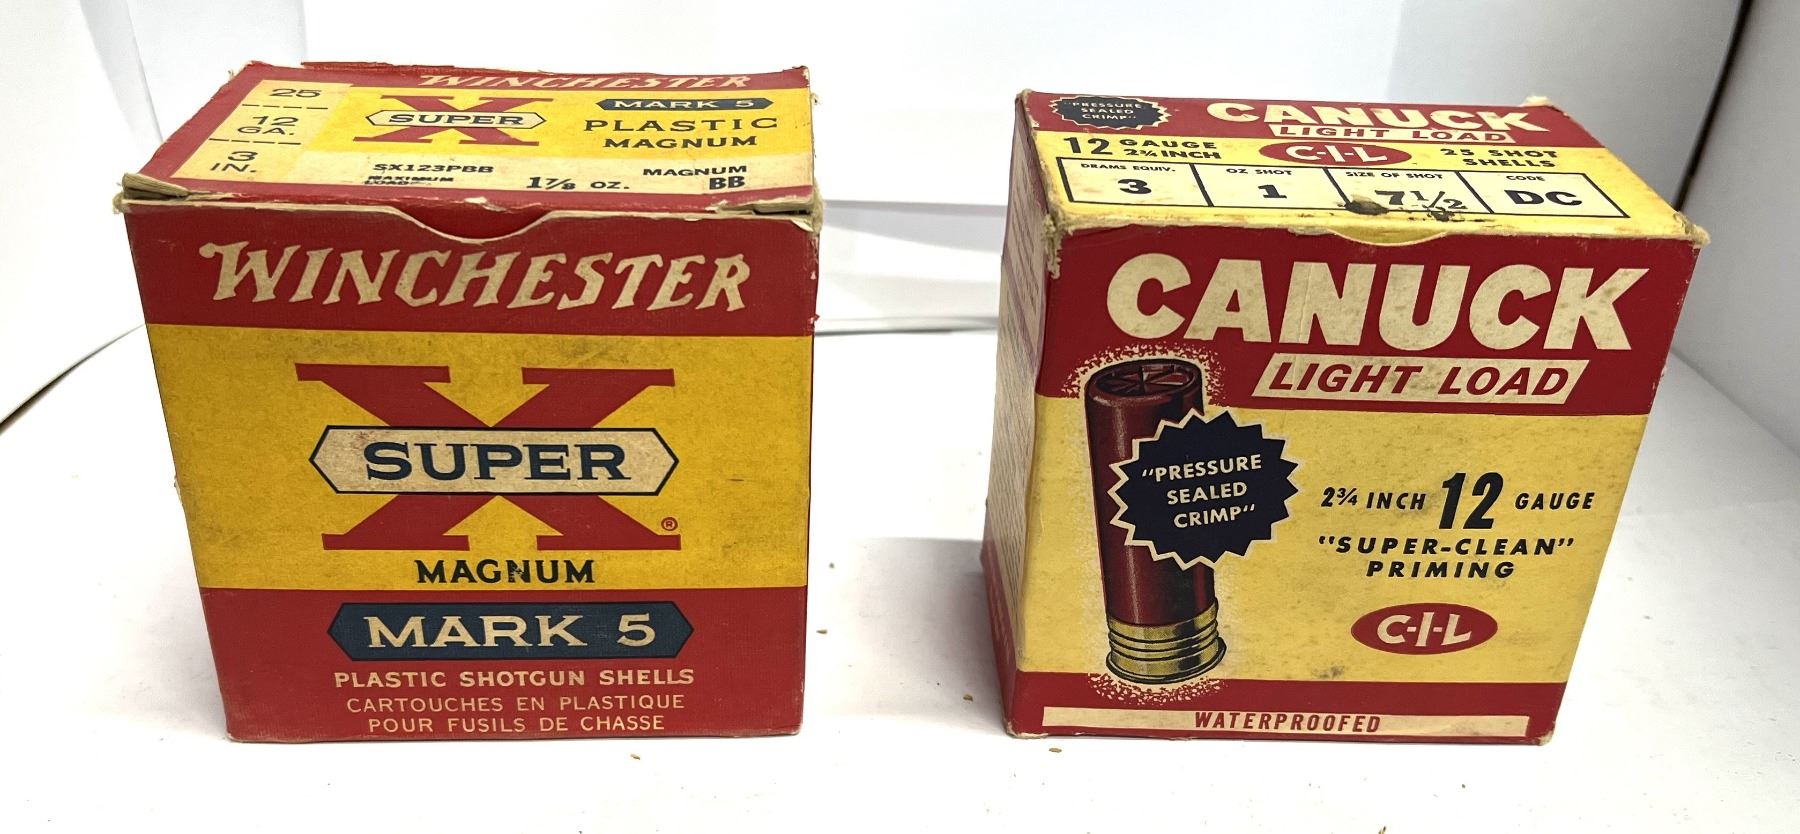 WINCHESTER
25
12
GA.
3
IN.
X
SUPER
MARK 5
PLASTIC
MAGNUM
SX123PBB
MAXIMUM
LOAD
1⅞ OZ.
MAGNUM
BB
WINCHESTER
X
SUPER
®
MAGNUM
MARK 5
PLASTIC SHOTGUN SHELLS
CARTOUCHES EN PLASTIQUE
POUR FUSILS DE CHASSE
"PRESSURE
SEALED
CRIMP"
CANUCK
LIGHT LOAD
12 GAUGE
2¾ INCH
C-I-L
25 SHOT
SHELLS
DRAMS EQUIV.
3
OZ SHOT
1
SIZE OF SHOT
7½
CODE
DC
CANUCK
LIGHT LOAD
"PRESSURE
SEALED
CRIMP"
2¾ INCH 12 GAUGE
"SUPER-CLEAN"
PRIMING
C-I-L
WATERPROOFED